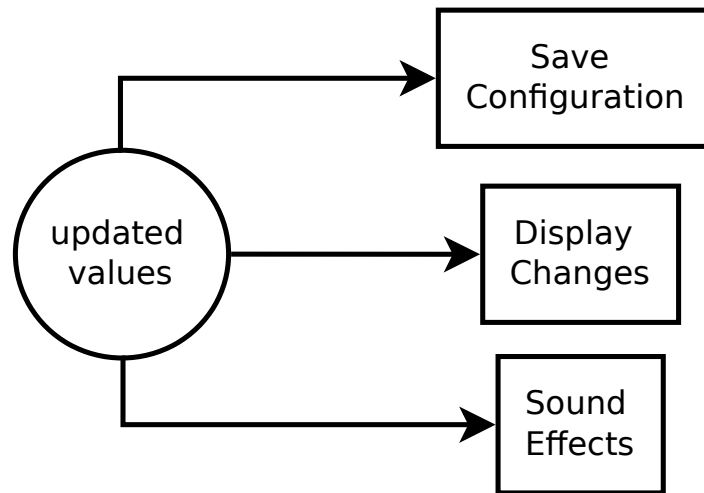 Save
Configuration
updated
values
Display
Changes
Sound
Effects